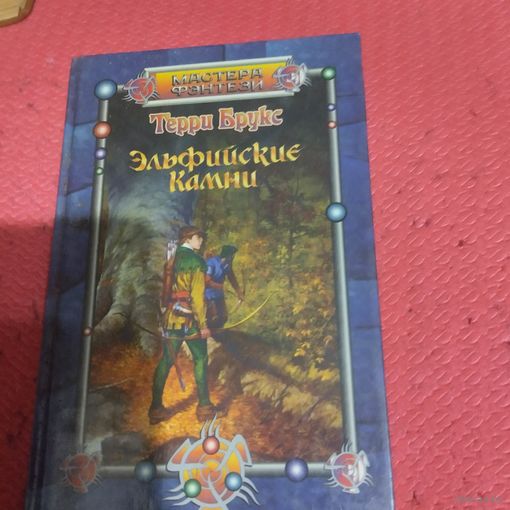 МАСТЕРА
ФЭНТЕЗИ
Терри Брукс
Эльфийские
камни